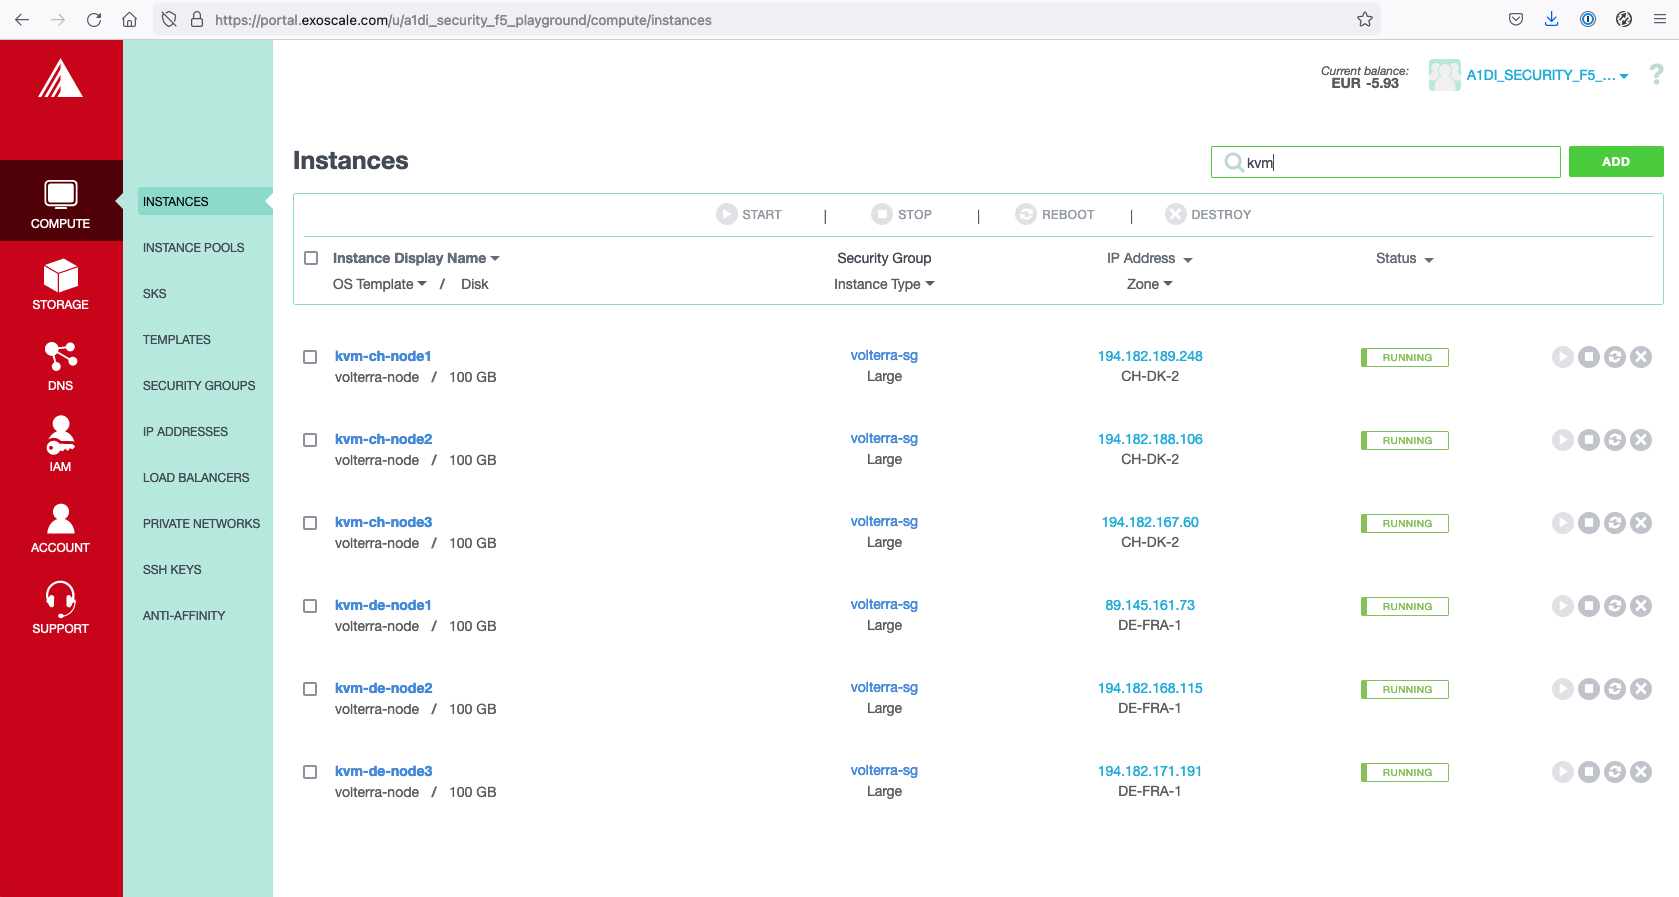 https://portal.exoscale.com/u/a1di_security_f5_playground/compute/instances
Current balance:
EUR -5.93
A1DI_SECURITY_F5_...
?
COMPUTE
STORAGE
DNS
IAM
ACCOUNT
SUPPORT
INSTANCES
INSTANCE POOLS
SKS
TEMPLATES
SECURITY GROUPS
IP ADDRESSES
LOAD BALANCERS
PRIVATE NETWORKS
SSH KEYS
ANTI-AFFINITY
Instances
kvm
ADD
START | STOP | REBOOT | DESTROY
Instance Display Name Security Group IP Address Status
OS Template / Disk Instance Type Zone
kvm-ch-node1 volterra-sg 194.182.189.248 RUNNING
volterra-node / 100 GB Large CH-DK-2
kvm-ch-node2 volterra-sg 194.182.188.106 RUNNING
volterra-node / 100 GB Large CH-DK-2
kvm-ch-node3 volterra-sg 194.182.167.60 RUNNING
volterra-node / 100 GB Large CH-DK-2
kvm-de-node1 volterra-sg 89.145.161.73 RUNNING
volterra-node / 100 GB Large DE-FRA-1
kvm-de-node2 volterra-sg 194.182.168.115 RUNNING
volterra-node / 100 GB Large DE-FRA-1
kvm-de-node3 volterra-sg 194.182.171.191 RUNNING
volterra-node / 100 GB Large DE-FRA-1